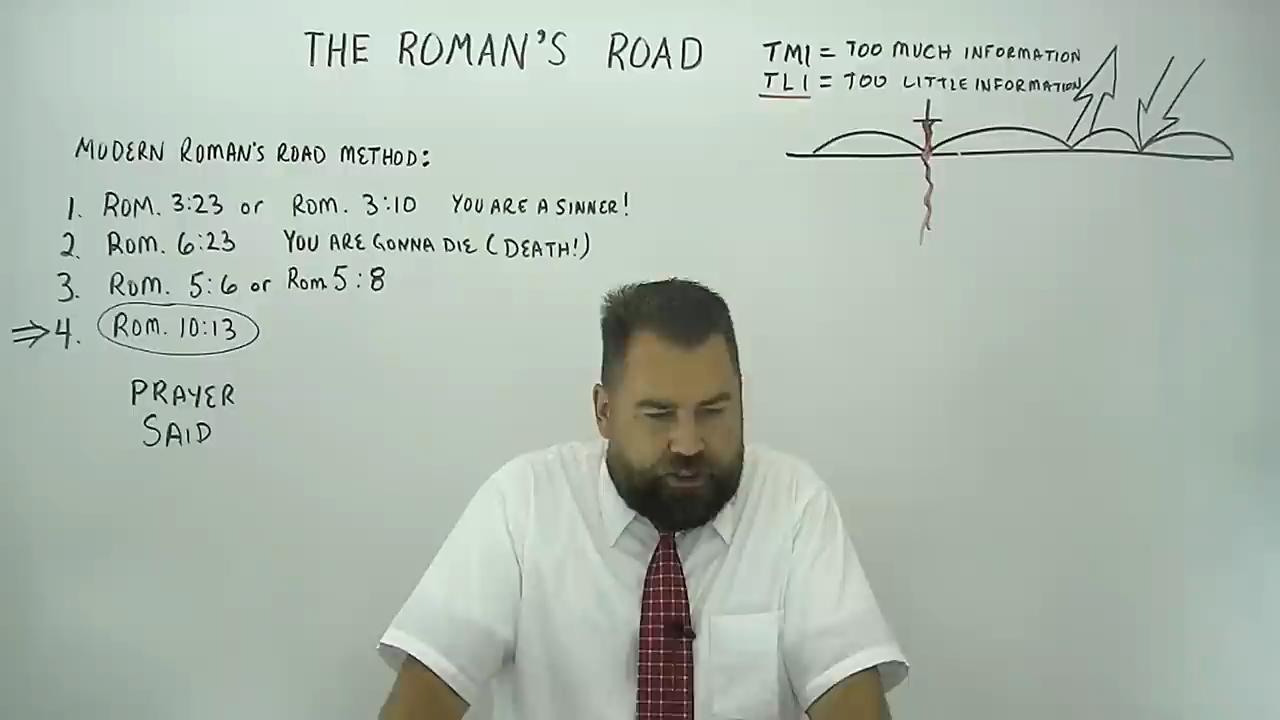 THE ROMAN'S ROAD
TMI = TOO MUCH INFORMATION
TLI = TOO LITTLE INFORMATION
MODERN ROMAN'S ROAD METHOD:
1. ROM. 3:23 or ROM. 3:10 YOU ARE A SINNER!
2. ROM. 6:23 YOU ARE GONNA DIE (DEATH!)
3. ROM. 5:6 or ROM 5:8
⇒ 4. ROM. 10:13
PRAYER
SAID